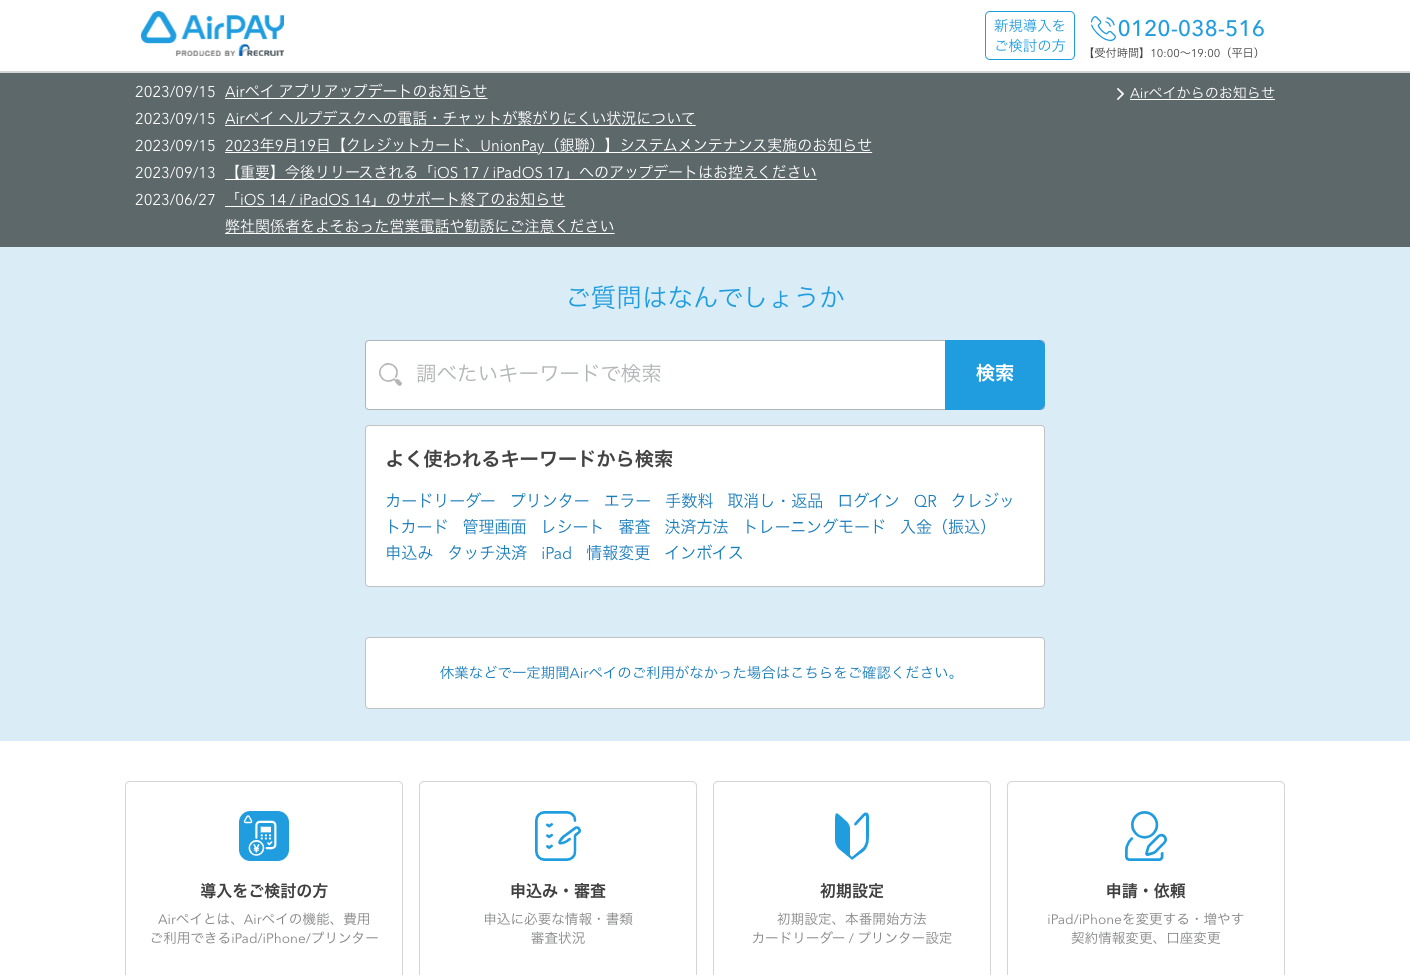 AirPAY
PRODUCED BY RECRUIT
新規導入を
ご検討の方
0120-038-516
【受付時間】10:00〜19:00（平日）
2023/09/15 Airペイ アプリアップデートのお知らせ
Airペイからのお知らせ
2023/09/15 Airペイ ヘルプデスクへの電話・チャットが繋がりにくい状況について
2023/09/15 2023年9月19日【クレジットカード、UnionPay（銀聯）】システムメンテナンス実施のお知らせ
2023/09/13 【重要】今後リリースされる「iOS 17 / iPadOS 17」へのアップデートはお控えください
2023/06/27 「iOS 14 / iPadOS 14」のサポート終了のお知らせ
弊社関係者をよそおった営業電話や勧誘にご注意ください
ご質問はなんでしょうか
調べたいキーワードで検索
検索
よく使われるキーワードから検索
カードリーダー プリンター エラー 手数料 取消し・返品 ログイン QR クレジッ
トカード 管理画面 レシート 審査 決済方法 トレーニングモード 入金（振込）
申込み タッチ決済 iPad 情報変更 インボイス
休業などで一定期間Airペイのご利用がなかった場合はこちらをご確認ください。
導入をご検討の方
Airペイとは、Airペイの機能、費用
ご利用できるiPad/iPhone/プリンター
申込み・審査
申込に必要な情報・書類
審査状況
初期設定
初期設定、本番開始方法
カードリーダー / プリンター設定
申請・依頼
iPad/iPhoneを変更する・増やす
契約情報変更、口座変更